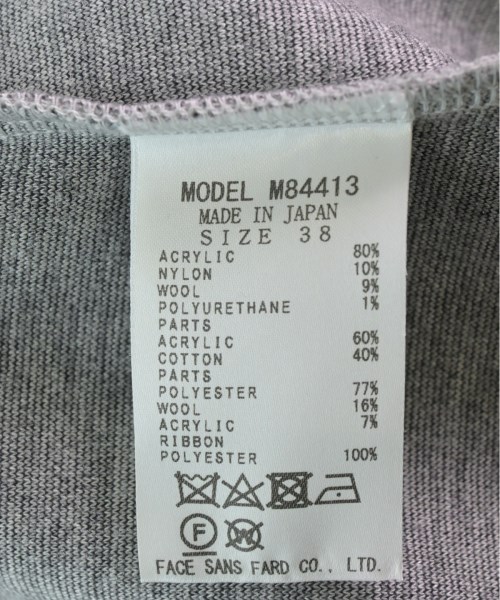 MODEL M84413
MADE IN JAPAN
SIZE 38
ACRYLIC 80%
NYLON 10%
WOOL 9%
POLYURETHANE 1%
PARTS
ACRYLIC 60%
COTTON 40%
PARTS
POLYESTER 77%
WOOL 16%
ACRYLIC 7%
RIBBON
POLYESTER 100%
F W
FACE SANS FARD CO., LTD.